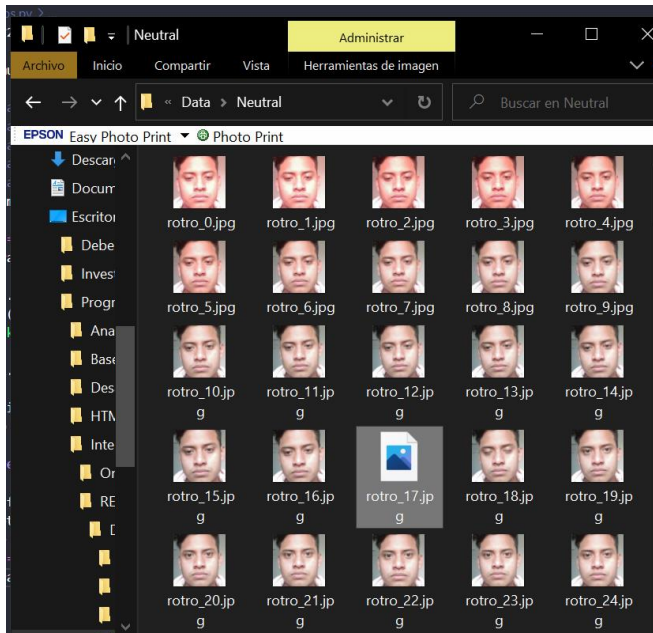 Neutral
Administrar
Archivo Inicio Compartir Vista Herramientas de imagen
« Data > Neutral
Buscar en Neutral
EPSON Easy Photo Print Photo Print
Descar
Docum
Escritor
Debe
Inves
Progr
Ana
Base
Des
HTM
Inte
Or
RE
rotro_0.jpg rotro_1.jpg rotro_2.jpg rotro_3.jpg rotro_4.jpg
rotro_5.jpg rotro_6.jpg rotro_7.jpg rotro_8.jpg rotro_9.jpg
rotro_10.jp rotro_11.jp rotro_12.jp rotro_13.jp rotro_14.jp
g g g g g
rotro_15.jp rotro_16.jp rotro_17.jp rotro_18.jp rotro_19.jp
g g g g g
rotro_20.jp rotro_21.jp rotro_22.jp rotro_23.jp rotro_24.jp
g g g g g